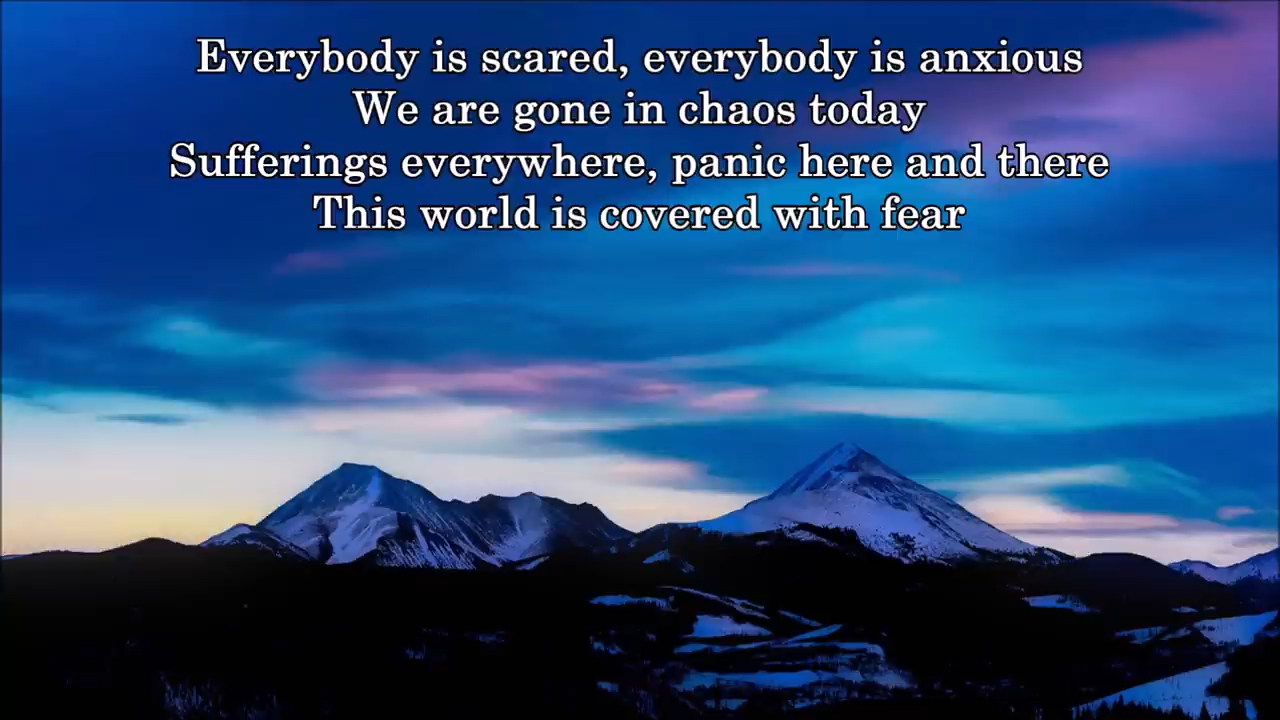 Everybody is scared, everybody is anxious
We are gone in chaos today
Sufferings everywhere, panic here and there
This world is covered with fear